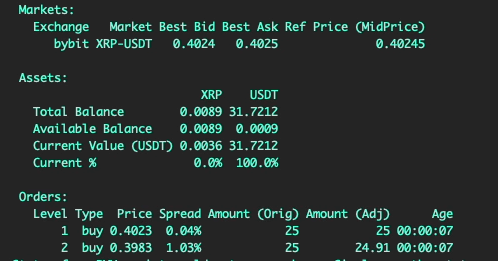 Markets:
Exchange Market Best Bid Best Ask Ref Price (MidPrice)
bybit XRP-USDT 0.4024 0.4025 0.40245
Assets:
XRP USDT
Total Balance 0.0089 31.7212
Available Balance 0.0089 0.0009
Current Value (USDT) 0.0036 31.7212
Current % 0.0% 100.0%
Orders:
Level Type Price Spread Amount (Orig) Amount (Adj) Age
1 buy 0.4023 0.04% 25 25 00:00:07
2 buy 0.3983 1.03% 25 24.91 00:00:07